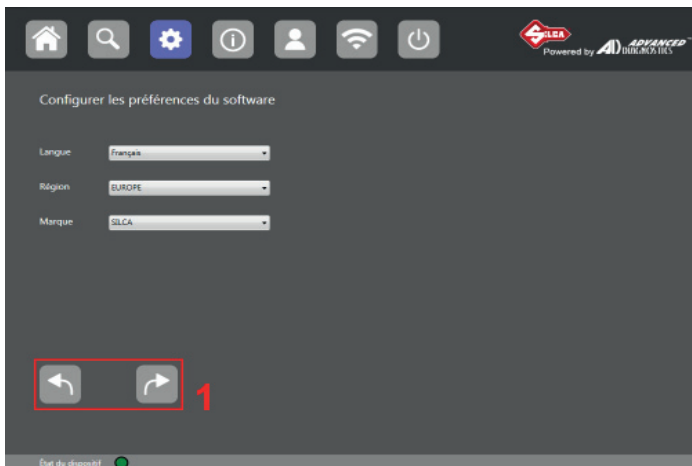 SILCA
Powered by AD ADVANCED DIAGNOSTICS
Configurer les préférences du software
Langue Français
Région EUROPE
Marque SILCA
1
État du dispositif